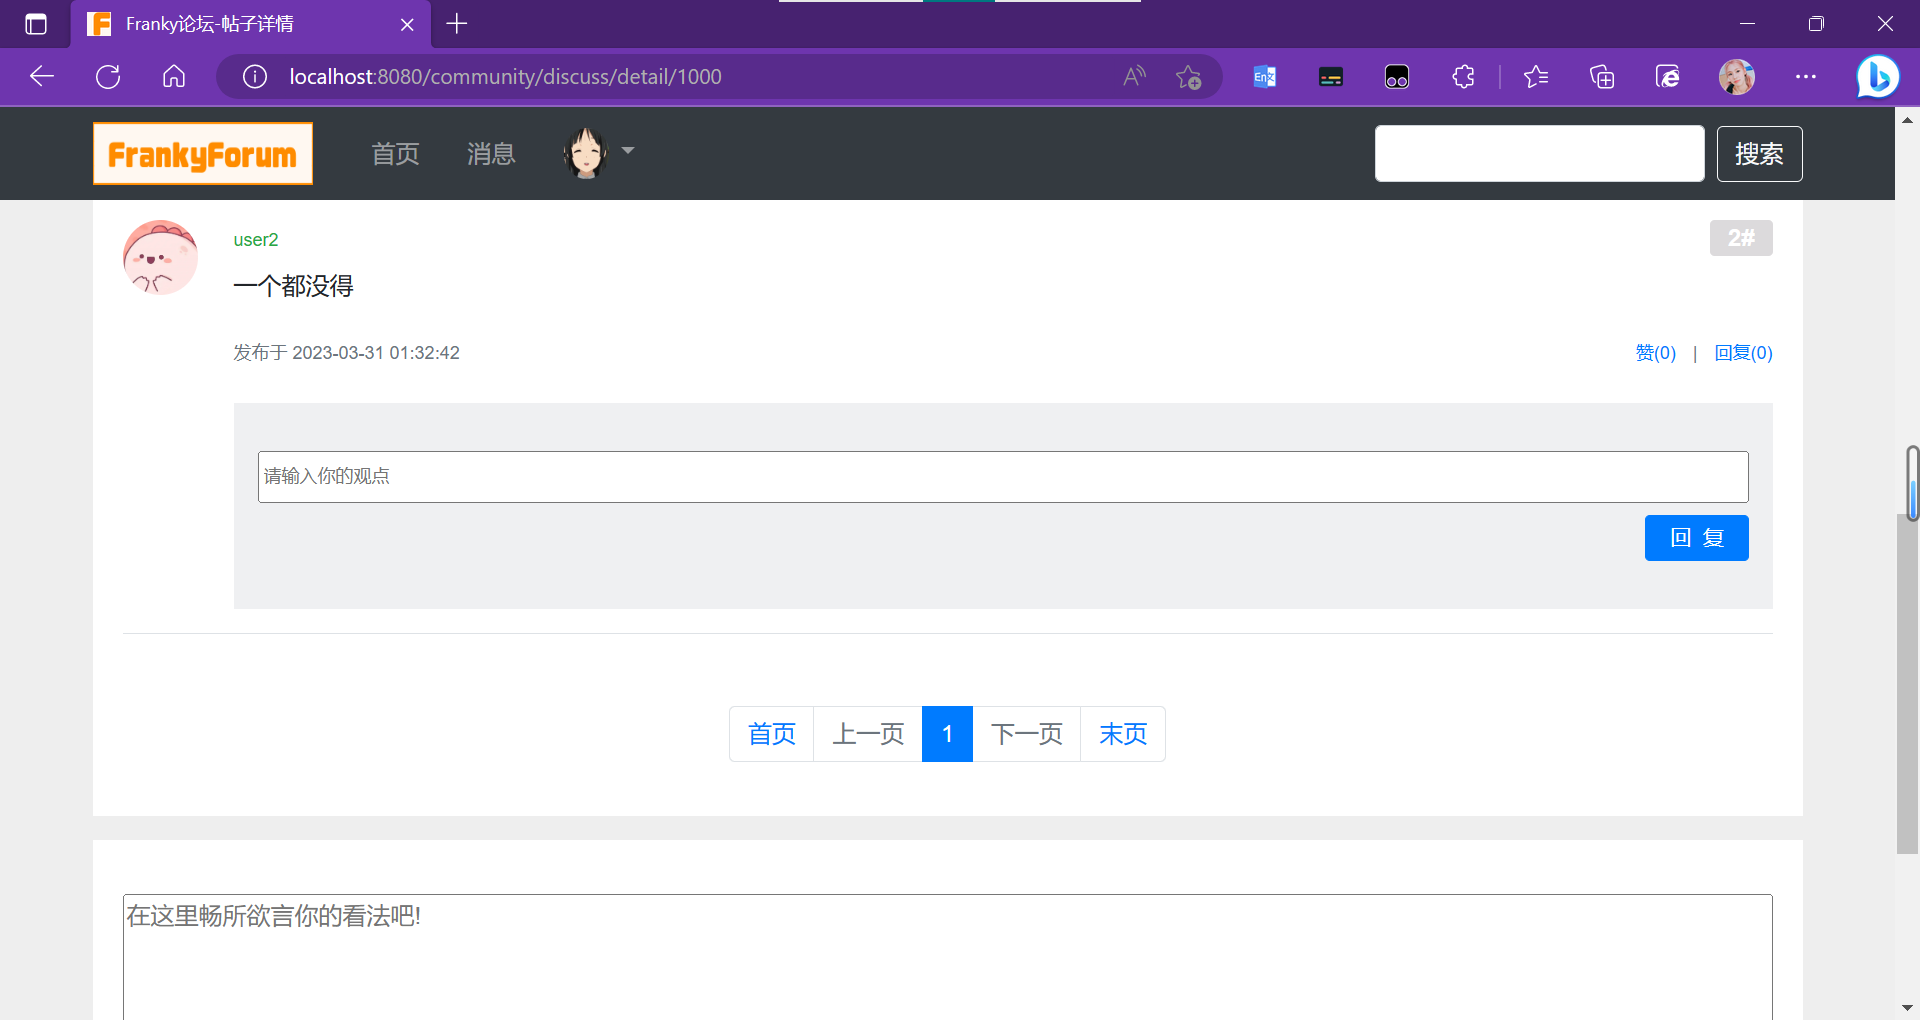 Franky论坛-帖子详情
localhost:8080/community/discuss/detail/1000
FrankyForum 首页 消息 搜索
user2 2#
一个都没得
发布于 2023-03-31 01:32:42 赞(0) | 回复(0)
请输入你的观点
回 复
首页 上一页 1 下一页 末页
在这里畅所欲言你的看法吧!